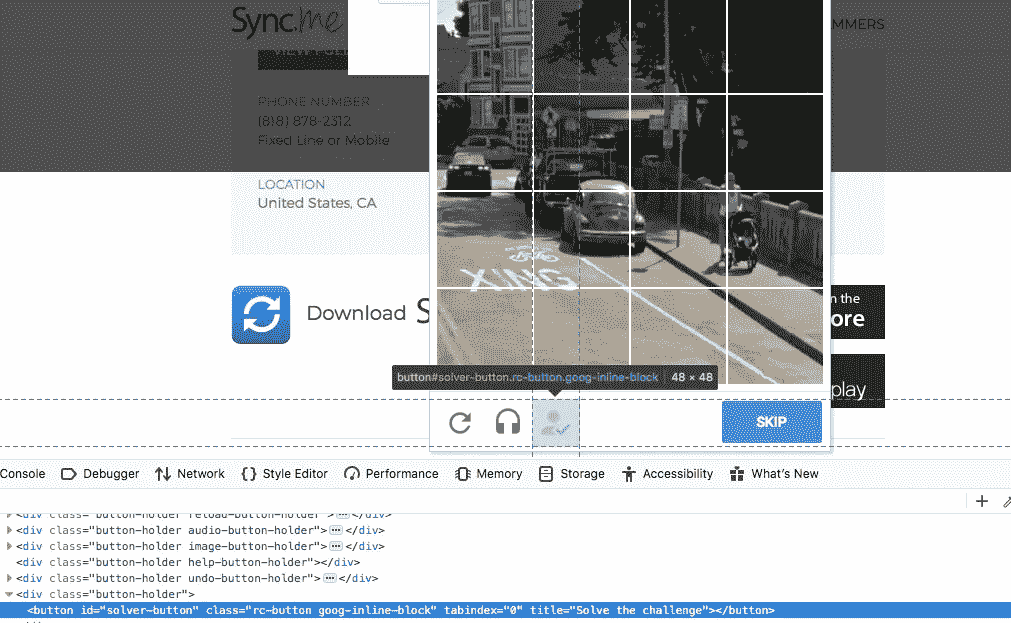 Sync.me
MMERS
PHONE NUMBER
(818) 878-2312
Fixed Line or Mobile
LOCATION
United States, CA
XING
Download S
n the
ore
play
button#solver-button.rc-button.goog-inline-block 48 × 48
SKIP
Console Debugger Network Style Editor Performance Memory Storage Accessibility What's New
<div class="button-holder reload-button-holder"></div>
<div class="button-holder audio-button-holder"></div>
<div class="button-holder image-button-holder"></div>
<div class="button-holder help-button-holder"></div>
<div class="button-holder undo-button-holder"></div>
<div class="button-holder">
<button id="solver-button" class="rc-button goog-inline-block" tabindex="0" title="Solve the challenge"></button>